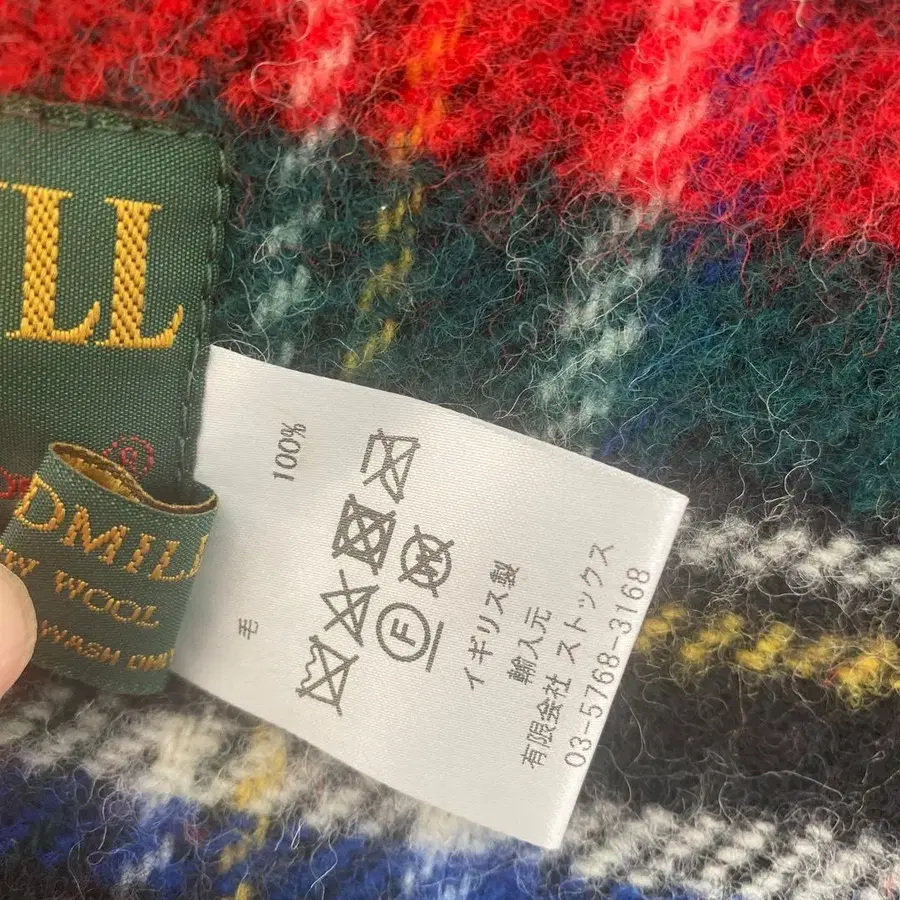 LL
DMILL
EW WOOL
WASH ONL
毛
100%
F
W
イギリス製
輸入元
有限会社 ストックス
03-5768-3168